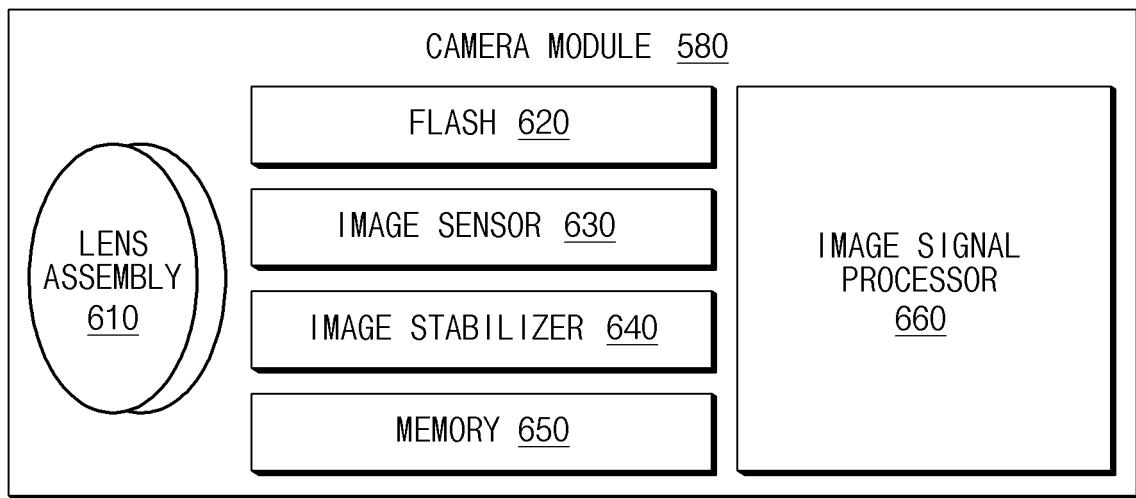 CAMERA MODULE 580
LENS
ASSEMBLY
610
FLASH 620
IMAGE SENSOR 630
IMAGE STABILIZER 640
MEMORY 650
IMAGE SIGNAL
PROCESSOR
660